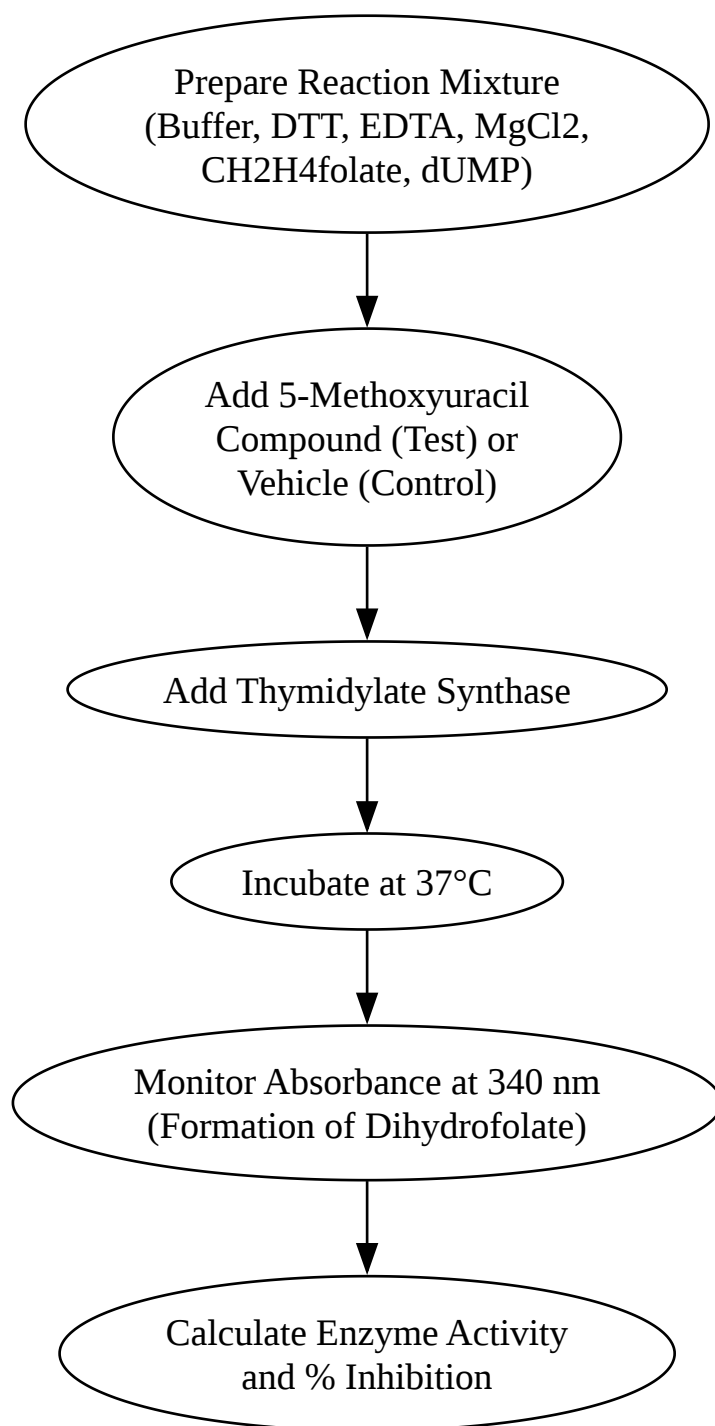 Prepare Reaction Mixture
(Buffer, DTT, EDTA, MgCl2,
CH2H4folate, dUMP)
Add 5-Methoxyuracil
Compound (Test) or
Vehicle (Control)
Add Thymidylate Synthase
Incubate at 37°C
Monitor Absorbance at 340 nm
(Formation of Dihydrofolate)
Calculate Enzyme Activity
and % Inhibition